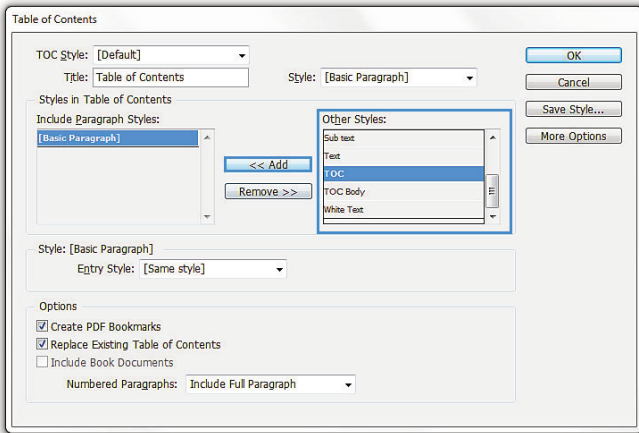 Table of Contents
TOC Style: [Default]
OK
Title: Table of Contents Style: [Basic Paragraph]
Cancel
Styles in Table of Contents
Save Style...
Include Paragraph Styles: Other Styles:
[Basic Paragraph]
Sub text
More Options
Text
<< Add
TOC
Remove >>
TOC Body
White Text
Style: [Basic Paragraph]
Entry Style: [Same style]
Options
Create PDF Bookmarks
Replace Existing Table of Contents
Include Book Documents
Numbered Paragraphs: Include Full Paragraph